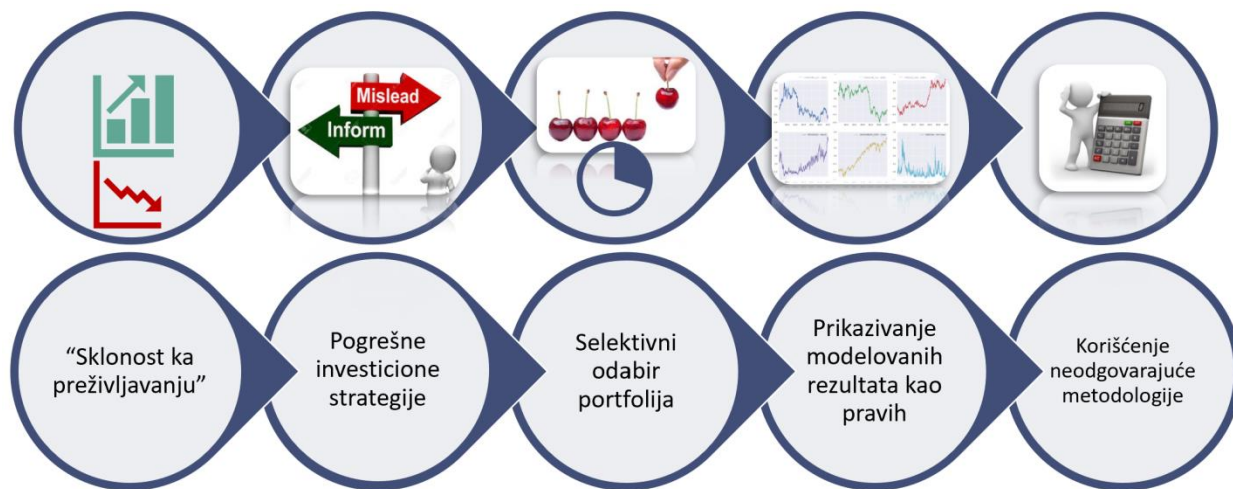 Mislead
Inform
“Sklonost ka
preživljavanju”
Pogrešne
investicione
strategije
Selektivni
odabir
portfolija
Prikazivanje
modelovanih
rezultata kao
pravih
Korišćenje
neodgovarajuće
metodologije